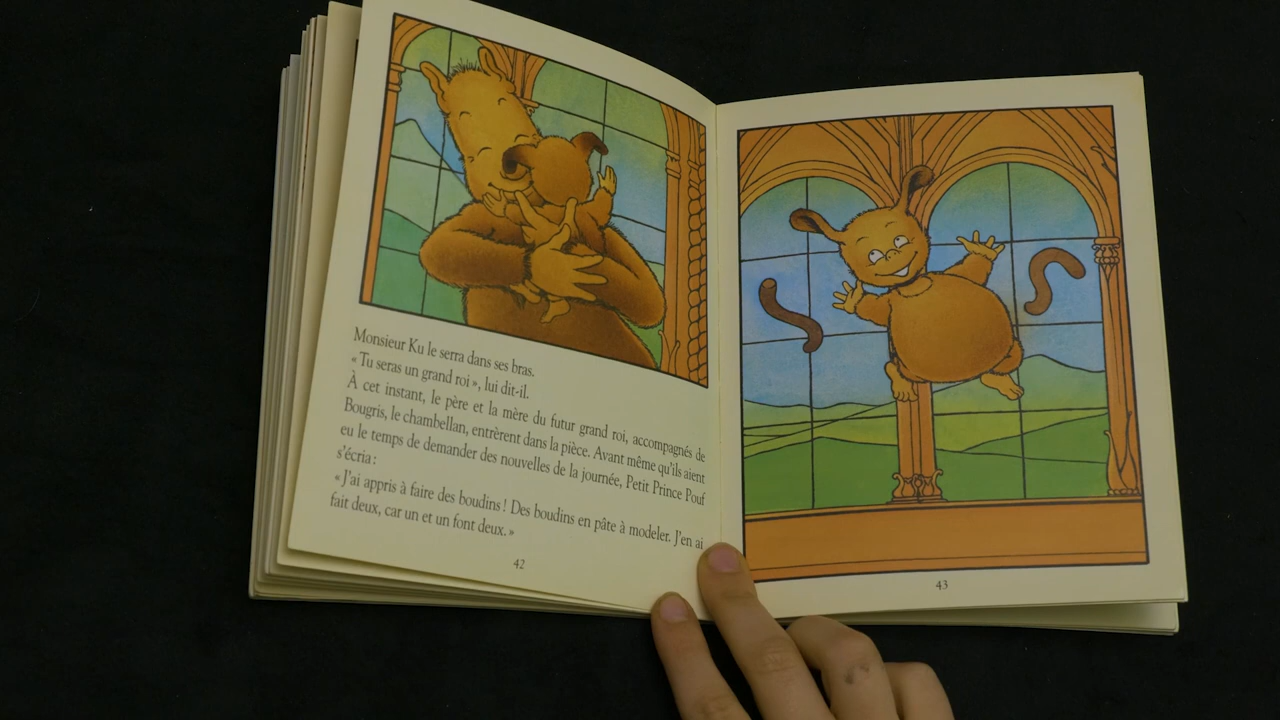 Monsieur Ku le serra dans ses bras.
« Tu seras un grand roi », lui dit-il.
À cet instant, le père et la mère du futur grand roi, accompagnés de
Bougris, le chambellan, entrèrent dans la pièce. Avant même qu'ils aient
eu le temps de demander des nouvelles de la journée, Petit Prince Pouf
s'écria :
« J'ai appris à faire des boudins ! Des boudins en pâte à modeler. J'en ai
fait deux, car un et un font deux. »
42
43